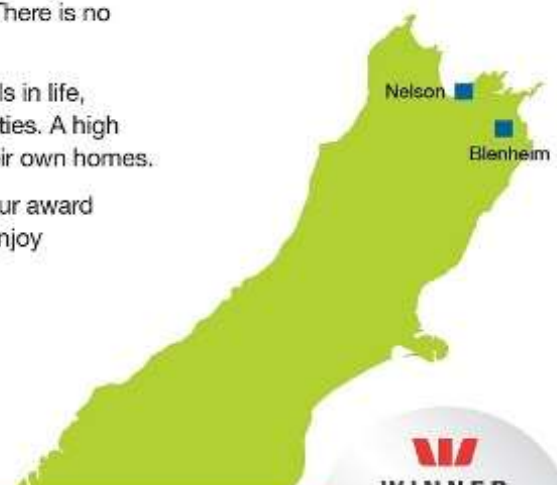 There is no
ls in life,
ties. A high
ir own homes.
ur award
njoy
Nelson
Blenheim
WINNER